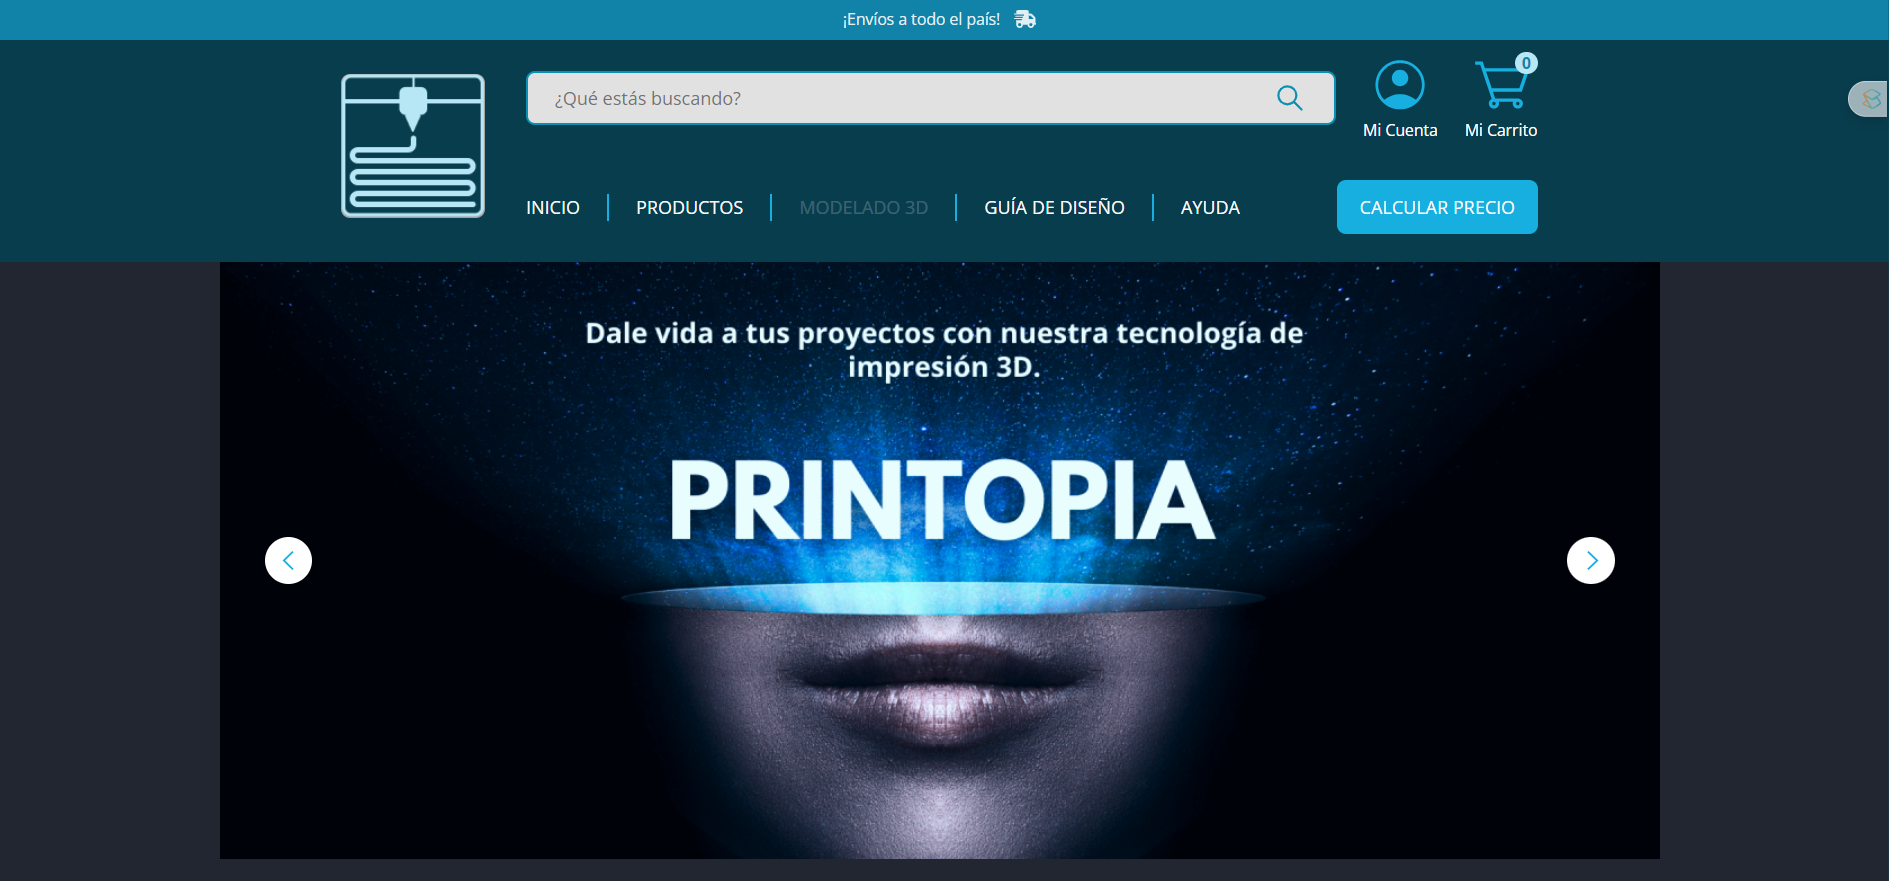 ¡Envíos a todo el país!
¿Qué estás buscando?
0
Mi Cuenta
Mi Carrito
INICIO
PRODUCTOS
MODELADO 3D
GUÍA DE DISEÑO
AYUDA
CALCULAR PRECIO
Dale vida a tus proyectos con nuestra tecnología de
impresión 3D.
PRINTOPIA